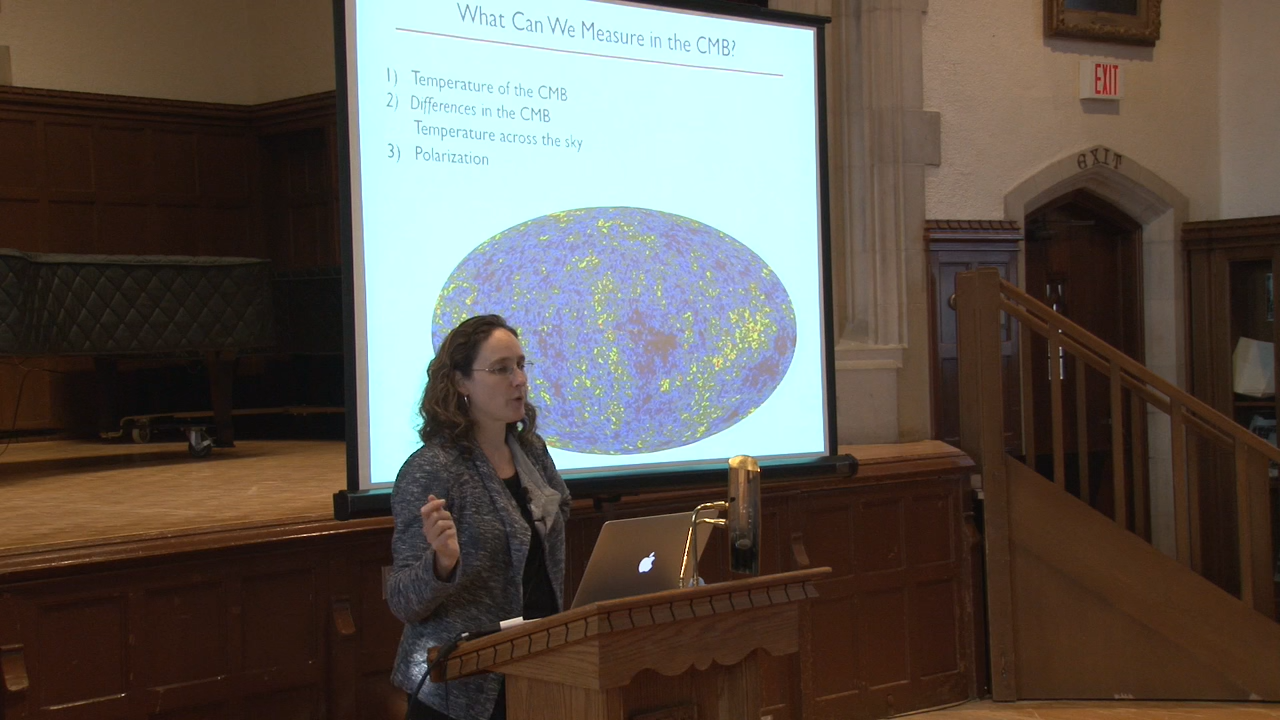 What Can We Measure in the CMB?
1) Temperature of the CMB
2) Differences in the CMB
Temperature across the sky
3) Polarization
EXIT
EXIT